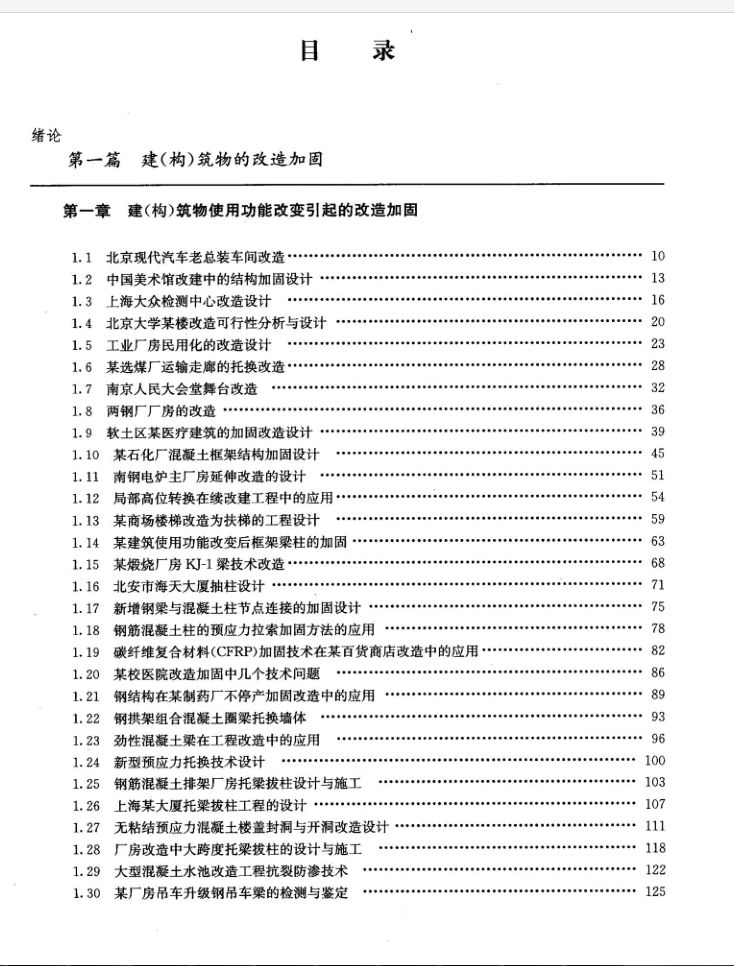 目 录
绪论
第一篇 建(构)筑物的改造加固
第一章 建(构)筑物使用功能改变引起的改造加固
1.1 北京现代汽车老总装车间改造 …… 10
1.2 中国美术馆改建中的结构加固设计 …… 13
1.3 上海大众检测中心改造设计 …… 16
1.4 北京大学某楼改造可行性分析与设计 …… 20
1.5 工业厂房民用化的改造设计 …… 23
1.6 某选煤厂运输走廊的托换改造 …… 28
1.7 南京人民大会堂舞台改造 …… 32
1.8 两钢厂厂房的改造 …… 36
1.9 软土区某医疗建筑的加固改造设计 …… 39
1.10 某石化厂混凝土框架结构加固设计 …… 45
1.11 南钢电炉主厂房延伸改造的设计 …… 51
1.12 局部高位转换在续改建工程中的应用 …… 54
1.13 某商场楼梯改造为扶梯的工程设计 …… 59
1.14 某建筑使用功能改变后框架梁柱的加固 …… 63
1.15 某煅烧厂房 KJ-1 梁技术改造 …… 68
1.16 北安市海天大厦抽柱设计 …… 71
1.17 新增钢梁与混凝土柱节点连接的加固设计 …… 75
1.18 钢筋混凝土柱的预应力拉索加固方法的应用 …… 78
1.19 碳纤维复合材料(CFRP)加固技术在某百货商店改造中的应用 …… 82
1.20 某校医院改造加固中几个技术问题 …… 86
1.21 钢结构在某制药厂不停产加固改造中的应用 …… 89
1.22 钢拱架组合混凝土圈梁托换墙体 …… 93
1.23 劲性混凝土梁在工程改造中的应用 …… 96
1.24 新型预应力托换技术设计 …… 100
1.25 钢筋混凝土排架厂房托梁拔柱设计与施工 …… 103
1.26 上海某大厦托梁拔柱工程的设计 …… 107
1.27 无粘结预应力混凝土楼盖封洞与开洞改造设计 …… 111
1.28 厂房改造中大跨度托梁拔柱的设计与施工 …… 118
1.29 大型混凝土水池改造工程抗裂防渗技术 …… 122
1.30 某厂房吊车升级钢吊车梁的检测与鉴定 …… 125